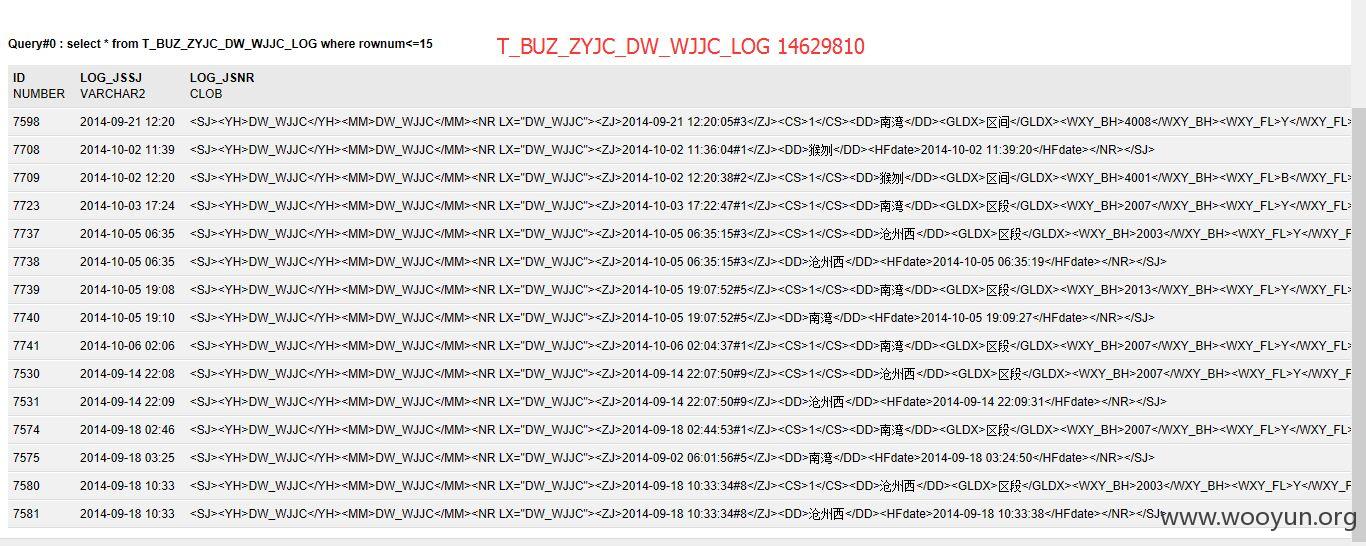 Query#0 : select * from T_BUZ_ZYJC_DW_WJJC_LOG where rownum<=15
T_BUZ_ZYJC_DW_WJJC_LOG 14629810
ID LOG_JSSJ LOG_JSNR
NUMBER VARCHAR2 CLOB
7598 2014-09-21 12:20 <SJ><YH>DW_WJJC</YH><MM>DW_WJJC</MM><NR LX="DW_WJJC"><ZJ>2014-09-21 12:20:05#3</ZJ><CS>1</CS><DD>南湾</DD><GLDX>区间</GLDX><WXY_BH>4008</WXY_BH><WXY_FL>Y</WXY_FL>
7708 2014-10-02 11:39 <SJ><YH>DW_WJJC</YH><MM>DW_WJJC</MM><NR LX="DW_WJJC"><ZJ>2014-10-02 11:36:04#1</ZJ><DD>猴刎</DD><HFdate>2014-10-02 11:39:20</HFdate></NR></SJ>
7709 2014-10-02 12:20 <SJ><YH>DW_WJJC</YH><MM>DW_WJJC</MM><NR LX="DW_WJJC"><ZJ>2014-10-02 12:20:38#2</ZJ><CS>1</CS><DD>猴刎</DD><GLDX>区间</GLDX><WXY_BH>4001</WXY_BH><WXY_FL>B</WXY_FL>
7723 2014-10-03 17:24 <SJ><YH>DW_WJJC</YH><MM>DW_WJJC</MM><NR LX="DW_WJJC"><ZJ>2014-10-03 17:22:47#1</ZJ><CS>1</CS><DD>南湾</DD><GLDX>区段</GLDX><WXY_BH>2007</WXY_BH><WXY_FL>Y</WXY_FL>
7737 2014-10-05 06:35 <SJ><YH>DW_WJJC</YH><MM>DW_WJJC</MM><NR LX="DW_WJJC"><ZJ>2014-10-05 06:35:15#3</ZJ><CS>1</CS><DD>沧州西</DD><GLDX>区段</GLDX><WXY_BH>2003</WXY_BH><WXY_FL>Y</WXY_F
7738 2014-10-05 06:35 <SJ><YH>DW_WJJC</YH><MM>DW_WJJC</MM><NR LX="DW_WJJC"><ZJ>2014-10-05 06:35:15#3</ZJ><DD>沧州西</DD><HFdate>2014-10-05 06:35:19</HFdate></NR></SJ>
7739 2014-10-05 19:08 <SJ><YH>DW_WJJC</YH><MM>DW_WJJC</MM><NR LX="DW_WJJC"><ZJ>2014-10-05 19:07:52#5</ZJ><CS>1</CS><DD>南湾</DD><GLDX>区段</GLDX><WXY_BH>2013</WXY_BH><WXY_FL>Y</WXY_FL>
7740 2014-10-05 19:10 <SJ><YH>DW_WJJC</YH><MM>DW_WJJC</MM><NR LX="DW_WJJC"><ZJ>2014-10-05 19:07:52#5</ZJ><DD>南湾</DD><HFdate>2014-10-05 19:09:27</HFdate></NR></SJ>
7741 2014-10-06 02:06 <SJ><YH>DW_WJJC</YH><MM>DW_WJJC</MM><NR LX="DW_WJJC"><ZJ>2014-10-06 02:04:37#1</ZJ><CS>1</CS><DD>南湾</DD><GLDX>区段</GLDX><WXY_BH>2007</WXY_BH><WXY_FL>Y</WXY_FL>
7530 2014-09-14 22:08 <SJ><YH>DW_WJJC</YH><MM>DW_WJJC</MM><NR LX="DW_WJJC"><ZJ>2014-09-14 22:07:50#9</ZJ><CS>1</CS><DD>沧州西</DD><GLDX>区段</GLDX><WXY_BH>2007</WXY_BH><WXY_FL>Y</WXY_F
7531 2014-09-14 22:09 <SJ><YH>DW_WJJC</YH><MM>DW_WJJC</MM><NR LX="DW_WJJC"><ZJ>2014-09-14 22:07:50#9</ZJ><DD>沧州西</DD><HFdate>2014-09-14 22:09:31</HFdate></NR></SJ>
7574 2014-09-18 02:46 <SJ><YH>DW_WJJC</YH><MM>DW_WJJC</MM><NR LX="DW_WJJC"><ZJ>2014-09-18 02:44:53#1</ZJ><CS>1</CS><DD>南湾</DD><GLDX>区段</GLDX><WXY_BH>2007</WXY_BH><WXY_FL>Y</WXY_FL>
7575 2014-09-18 03:25 <SJ><YH>DW_WJJC</YH><MM>DW_WJJC</MM><NR LX="DW_WJJC"><ZJ>2014-09-02 06:01:56#5</ZJ><DD>南湾</DD><HFdate>2014-09-18 03:24:50</HFdate></NR></SJ>
7580 2014-09-18 10:33 <SJ><YH>DW_WJJC</YH><MM>DW_WJJC</MM><NR LX="DW_WJJC"><ZJ>2014-09-18 10:33:34#8</ZJ><CS>1</CS><DD>沧州西</DD><GLDX>区段</GLDX><WXY_BH>2003</WXY_BH><WXY_FL>Y</WXY_F
7581 2014-09-18 10:33 <SJ><YH>DW_WJJC</YH><MM>DW_WJJC</MM><NR LX="DW_WJJC"><ZJ>2014-09-18 10:33:34#8</ZJ><DD>沧州西</DD><HFdate>2014-09-18 10:33:38</HFdate></NR></SJ>
www.wooyun.org